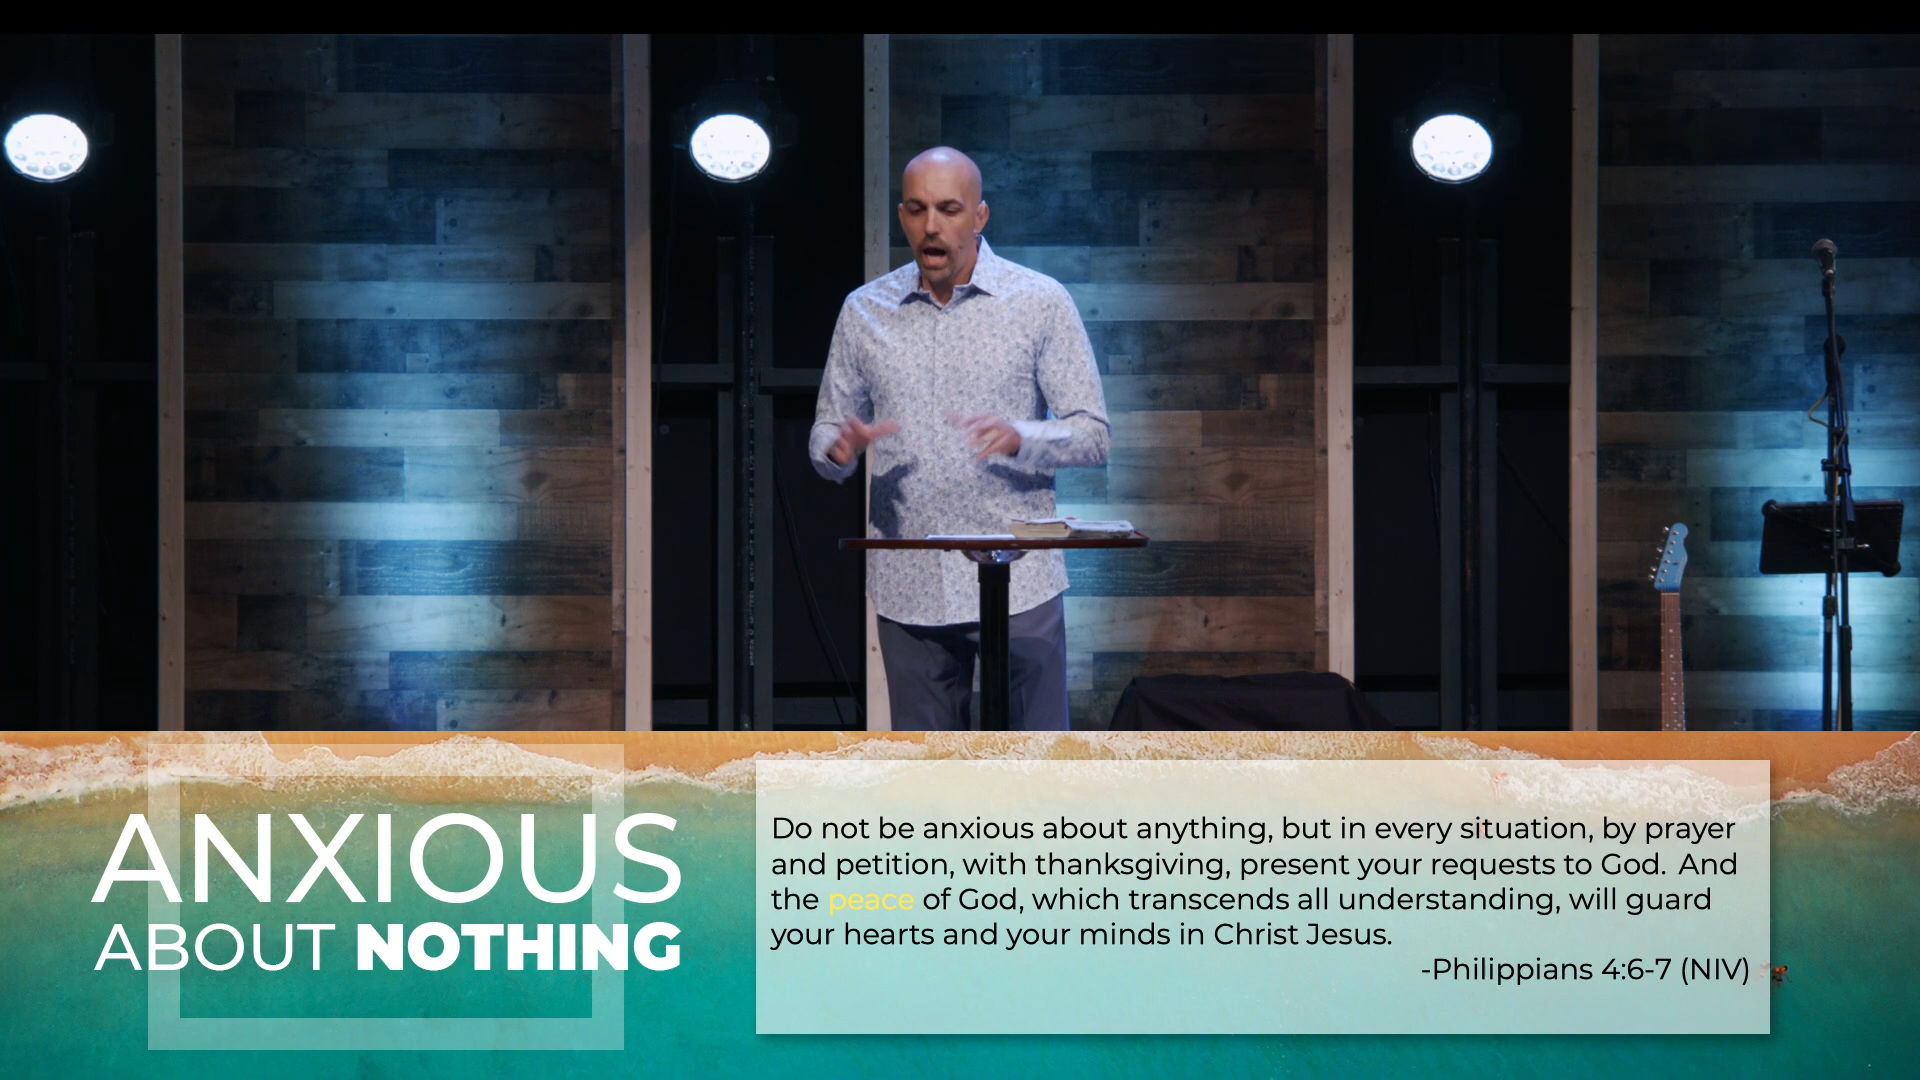 ANXIOUS
ABOUT NOTHING
Do not be anxious about anything, but in every situation, by prayer
and petition, with thanksgiving, present your requests to God. And
the peace of God, which transcends all understanding, will guard
your hearts and your minds in Christ Jesus.
-Philippians 4:6-7 (NIV)